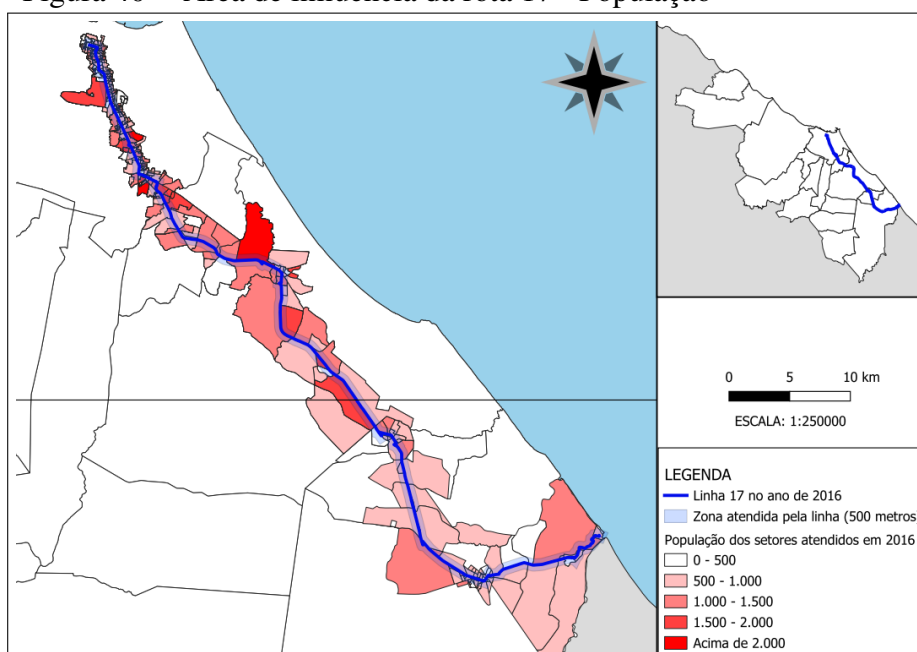 Figura 46 – Área de influência da rota 17 - População
0 5 10 km
ESCALA: 1:250000
LEGENDA
Linha 17 no ano de 2016
Zona atendida pela linha (500 metros)
População dos setores atendidos em 2016
0 - 500
500 - 1.000
1.000 - 1.500
1.500 - 2.000
Acima de 2.000